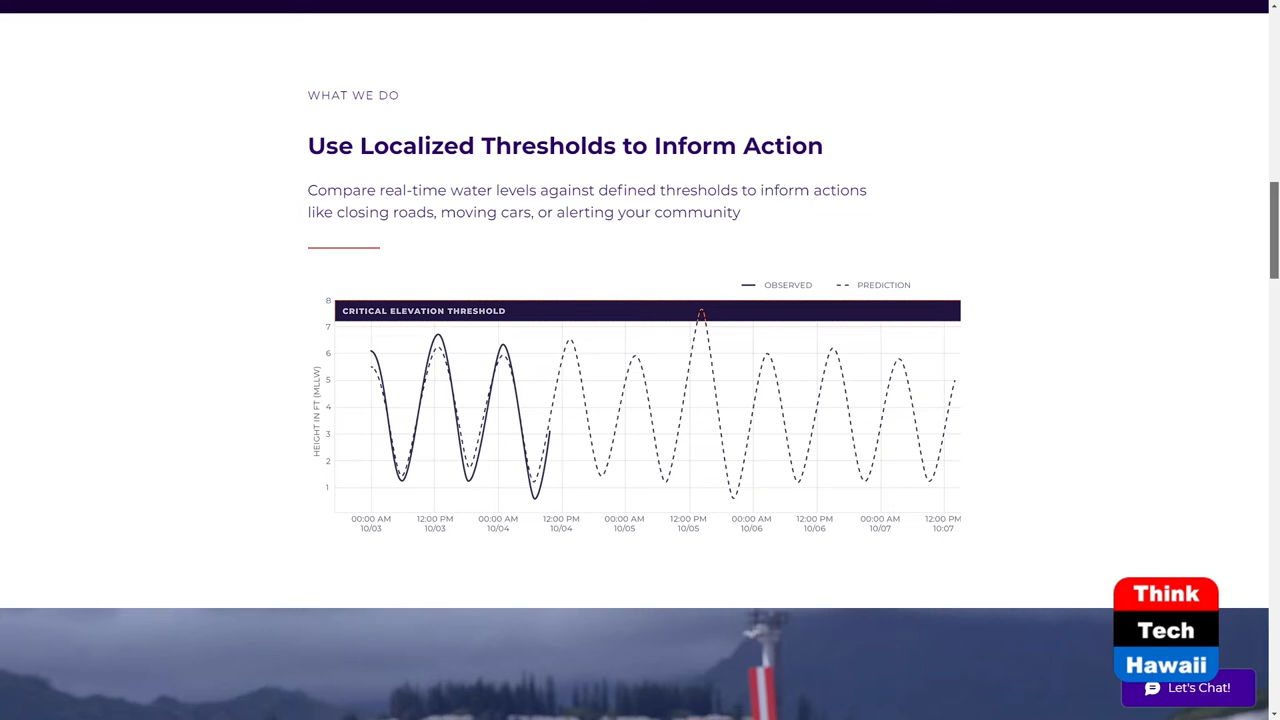 WHAT WE DO
Use Localized Thresholds to Inform Action
Compare real-time water levels against defined thresholds to inform actions
like closing roads, moving cars, or alerting your community
OBSERVED
PREDICTION
8
CRITICAL ELEVATION THRESHOLD
7
6
5
4
3
2
1
HEIGHT IN FT (MLLW)
00:00 AM 12:00 PM 00:00 AM 12:00 PM 00:00 AM 12:00 PM 00:00 AM 12:00 PM 00:00 AM 12:00 PM
10/03 10/03 10/04 10/04 10/05 10/05 10/06 10/06 10/07 10:07
Think
Tech
Hawaii
Let's Chat!